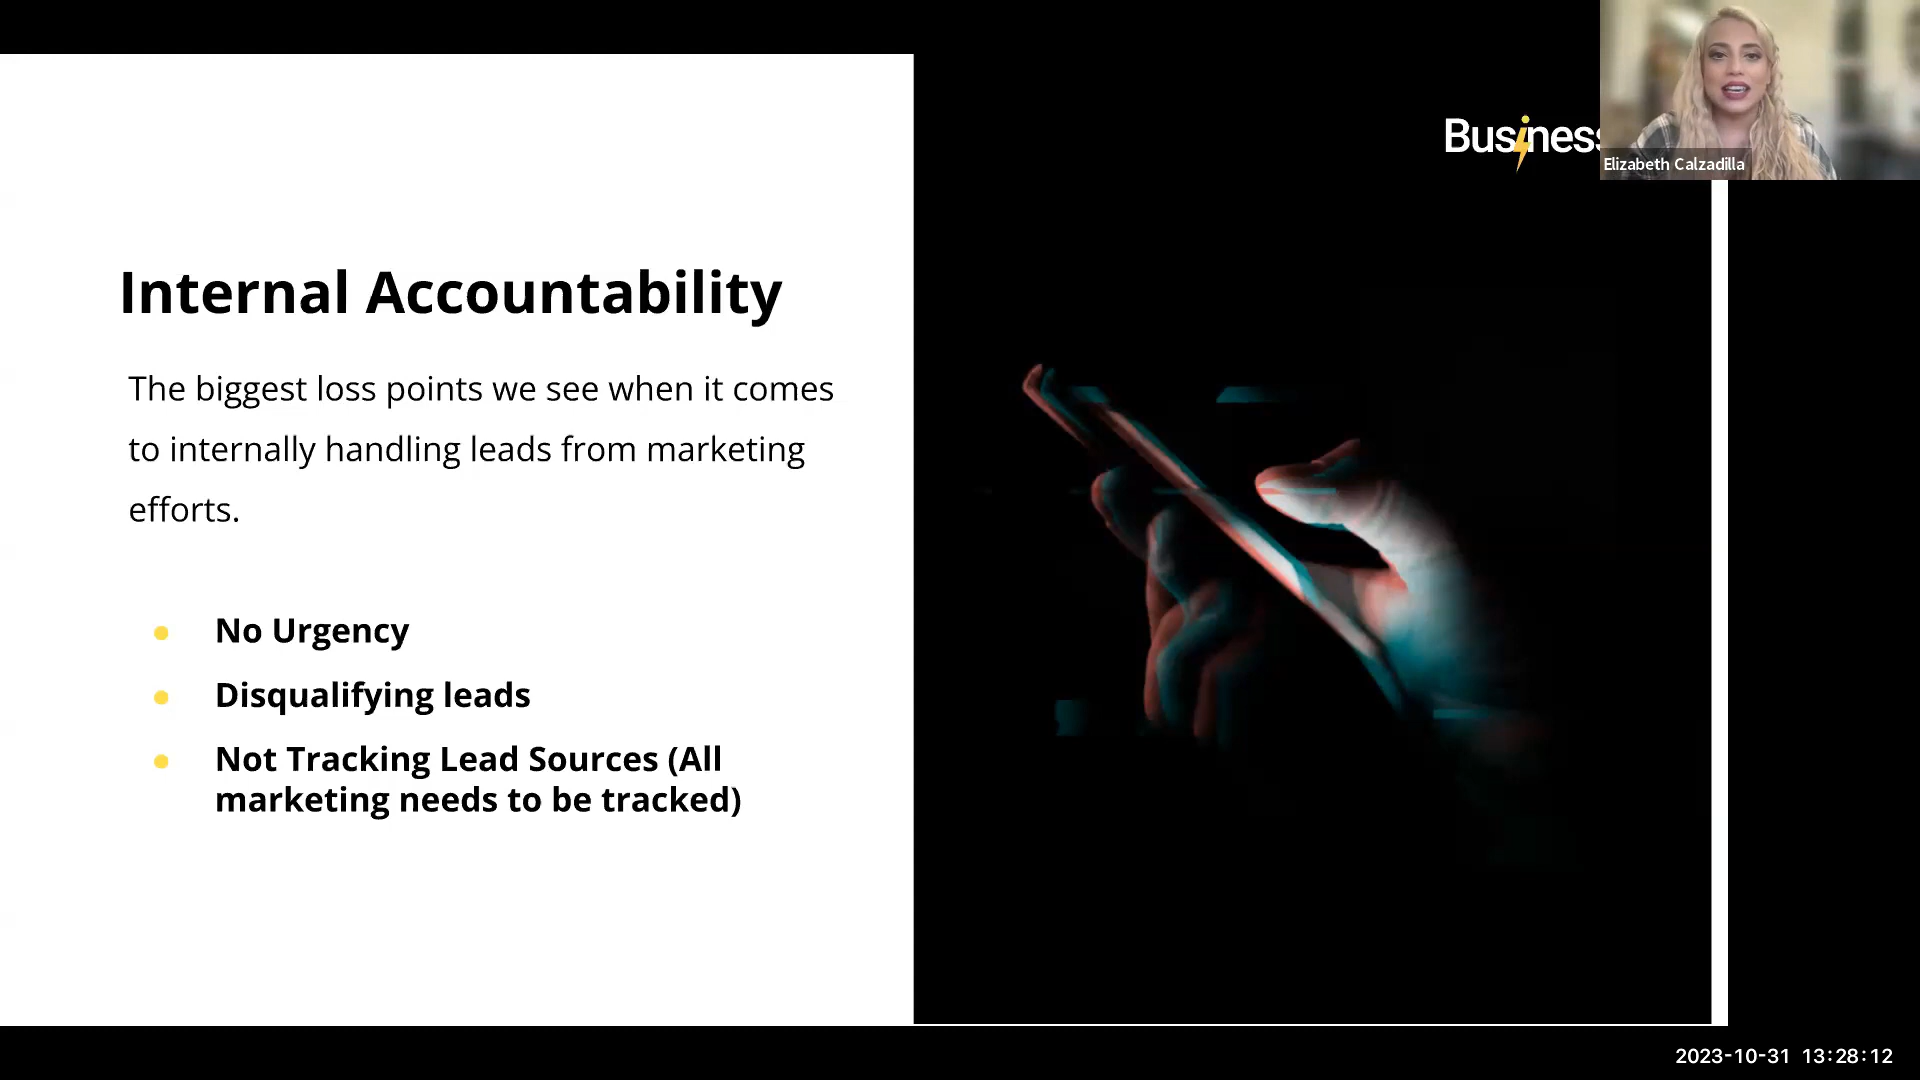 Business
Elizabeth Calzadilla
Internal Accountability
The biggest loss points we see when it comes
to internally handling leads from marketing
efforts.
No Urgency
Disqualifying leads
Not Tracking Lead Sources (All
marketing needs to be tracked)
2023-10-31 13:28:12